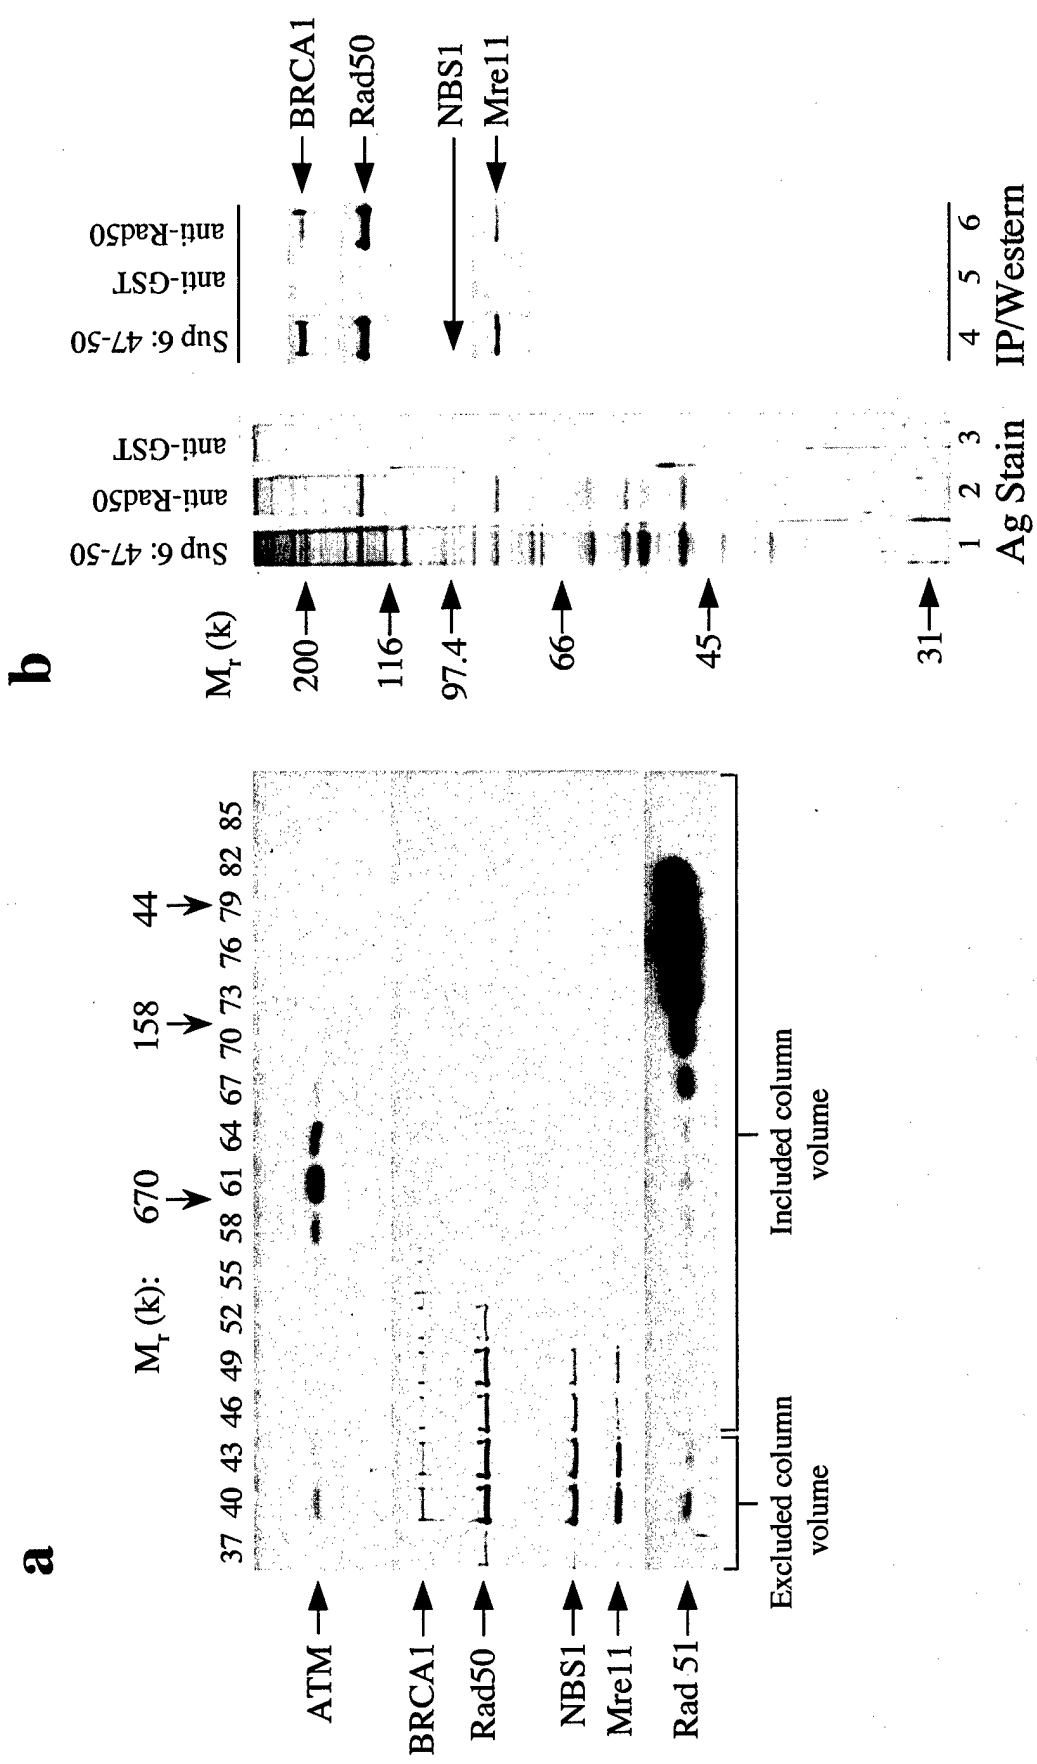 a
Mr (k): 670 158 44
37 40 43 46 49 52 55 58 61 64 67 70 73 76 79 82 85
ATM
BRCA1
Rad50
NBS1
Mre11
Rad 51
Excluded column volume
Included column volume
b
Mr (k)
Sup 6: 47-50
anti-Rad50
anti-GST
Sup 6: 47-50
anti-GST
anti-Rad50
200
116
97.4
66
45
31
BRCA1
Rad50
NBS1
Mre11
1 2 3 4 5 6
Ag Stain
IP/Western